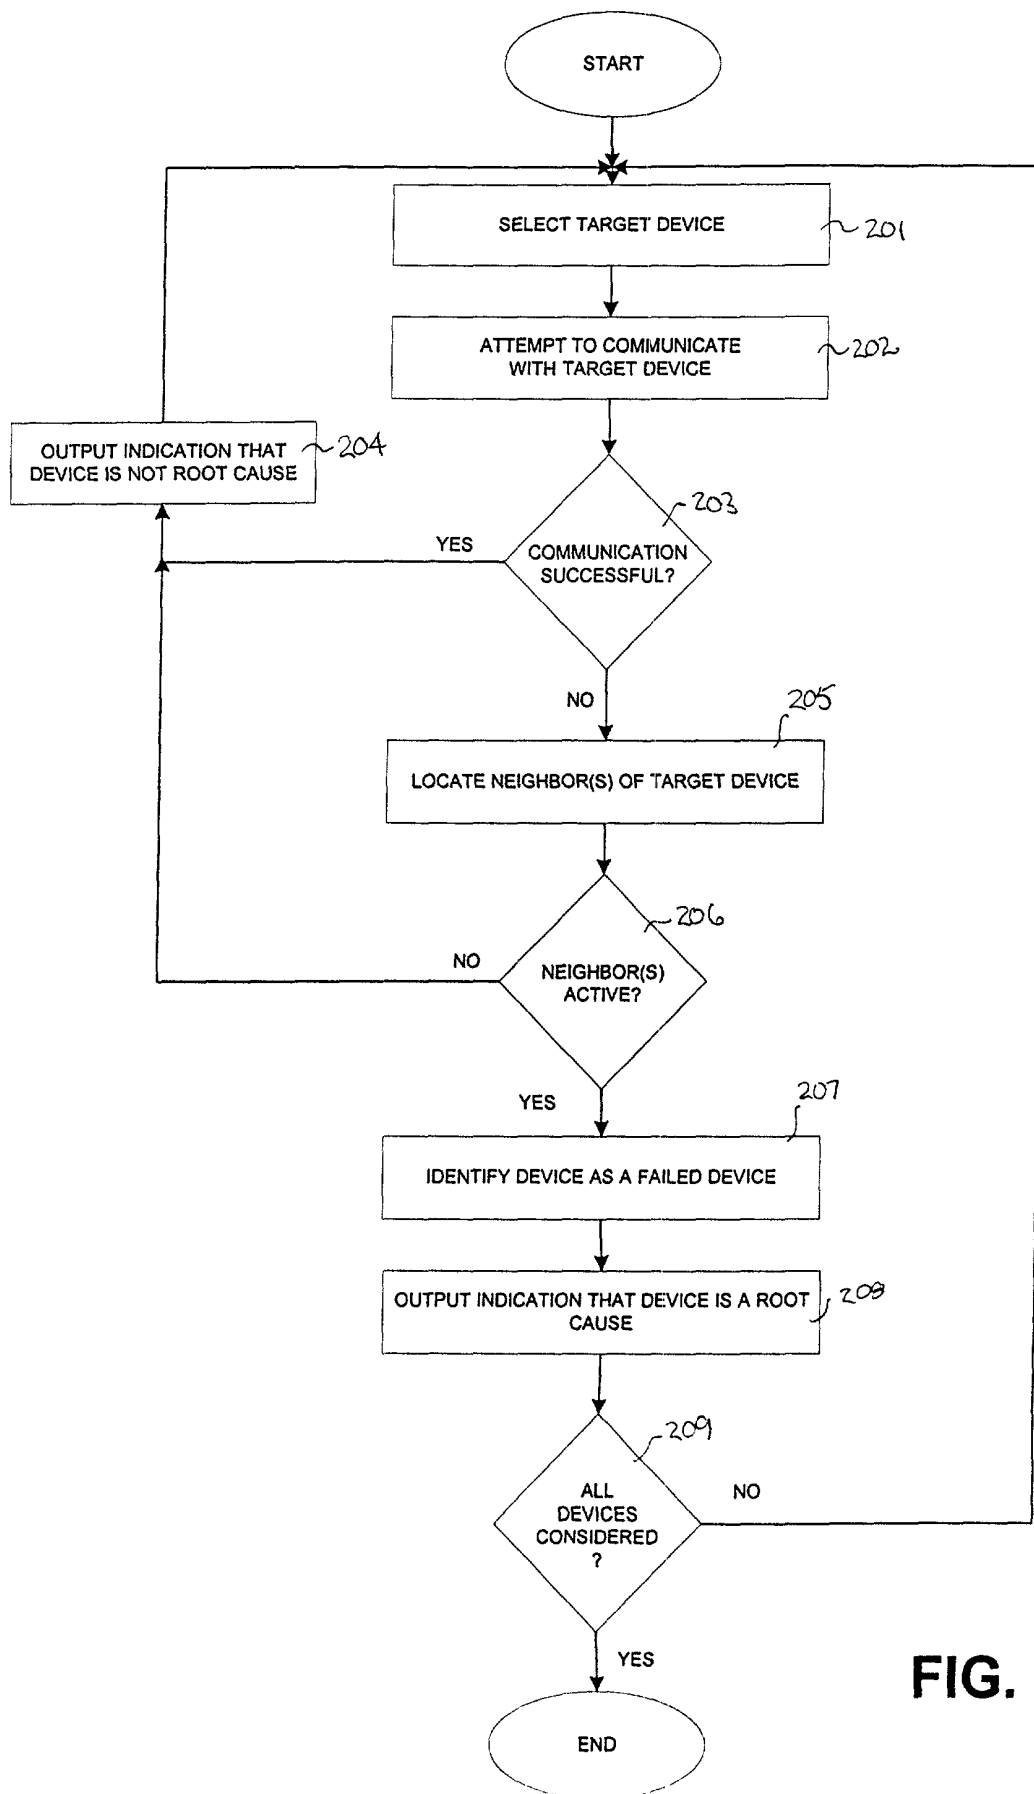 START
SELECT TARGET DEVICE
201
ATTEMPT TO COMMUNICATE
WITH TARGET DEVICE
202
OUTPUT INDICATION THAT
DEVICE IS NOT ROOT CAUSE
204
203
YES
COMMUNICATION
SUCCESSFUL?
NO
205
LOCATE NEIGHBOR(S) OF TARGET DEVICE
206
NO
NEIGHBOR(S)
ACTIVE?
YES
207
IDENTIFY DEVICE AS A FAILED DEVICE
OUTPUT INDICATION THAT DEVICE IS A ROOT
CAUSE
208
209
ALL
DEVICES
CONSIDERED
?
NO
YES
FIG.
END